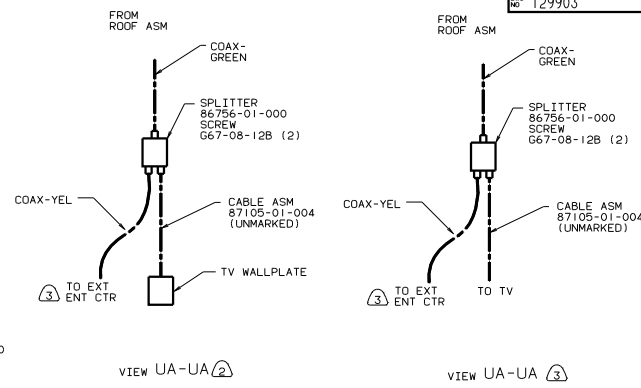 NO 129903
FROM
ROOF ASM
COAX-
GREEN
SPLITTER
86756-01-000
SCREW
G67-08-12B (2)
COAX-YEL
CABLE ASM
87105-01-004
(UNMARKED)
TV WALLPLATE
3 TO EXT
ENT CTR
VIEW UA-UA 2
FROM
ROOF ASM
COAX-
GREEN
SPLITTER
86756-01-000
SCREW
G67-08-12B (2)
COAX-YEL
CABLE ASM
87105-01-004
(UNMARKED)
3 TO EXT
ENT CTR
TO TV
VIEW UA-UA 3